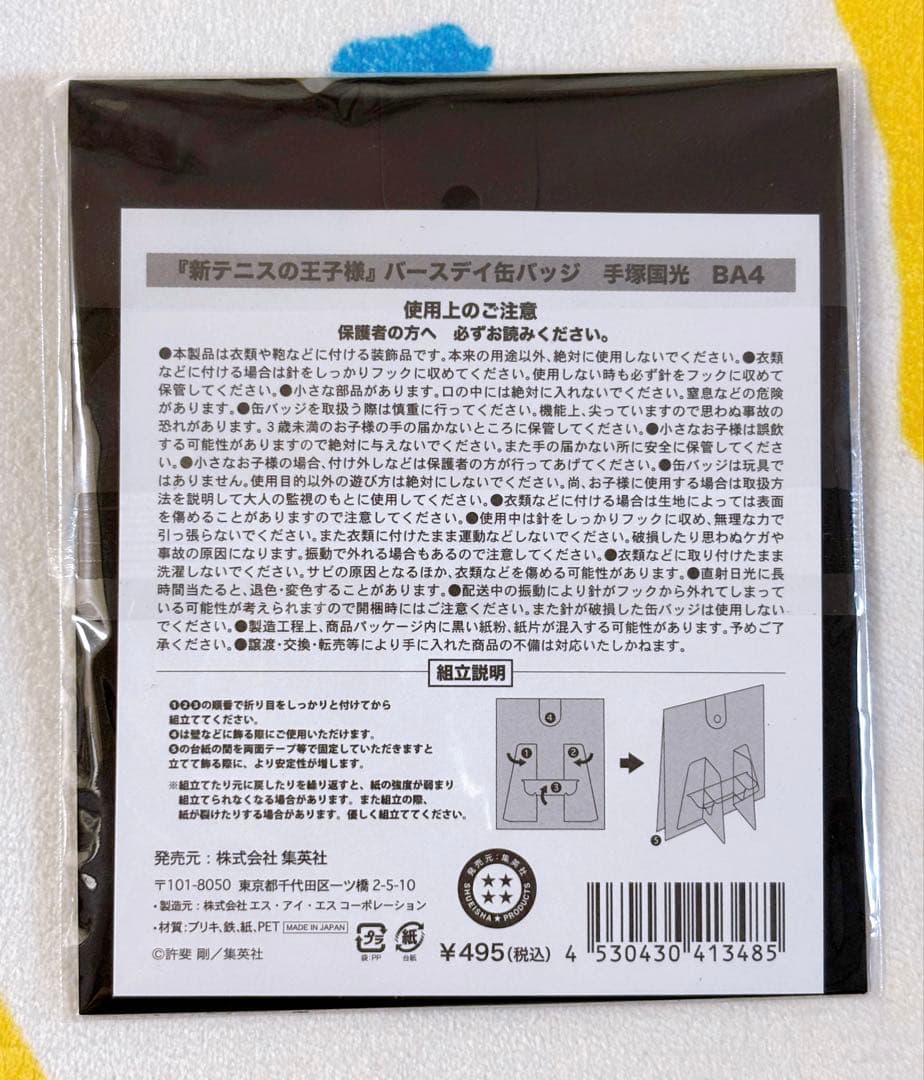 『新テニスの王子様』バースデイ缶バッジ　手塚国光　BA4
使用上のご注意
保護者の方へ　必ずお読みください。
●本製品は衣類や鞄などに付ける装飾品です。本来の用途以外、絶対に使用しないでください。●衣類
などに付ける場合は針をしっかりフックに収めてください。使用しない時も必ず針をフックに収めて
保管してください。●小さな部品があります。口の中には絶対に入れないでください。窒息などの危険
があります。●缶バッジを取扱う際は慎重に行ってください。機能上、尖っていますので思わぬ事故の
恐れがあります。3歳未満のお子様の手の届かないところに保管してください。●小さなお子様は誤飲
する可能性がありますので絶対に与えないでください。また手の届かない所に安全に保管してくださ
い。●小さなお子様の場合、付け外しなどは保護者の方が行ってあげてください。●缶バッジは玩具で
はありません。使用目的以外の遊び方は絶対にしないでください。尚、お子様に使用する場合は取扱方
法を説明して大人の監視のもとに使用してください。●衣類などに付ける場合は生地によっては表面
を傷めることがありますので注意してください。●使用中は針をしっかりフックに収め、無理な力で
引っ張らないでください。また衣類に付けたまま運動などしないでください。破損したり思わぬケガや
事故の原因になります。振動で外れる場合もあるので注意してください。●衣類などに取り付けたまま
洗濯しないでください。サビの原因となるほか、衣類などを傷める可能性があります。●直射日光に長
時間当たると、退色・変色することがあります。●配送中の振動により針がフックから外れてしまって
いる可能性が考えられますので開梱時にはご注意ください。また針が破損した缶バッジは使用しない
でください。●製造工程上、商品パッケージ内に黒い紙粉、紙片が混入する可能性があります。予めご了
承ください。●譲渡・交換・転売等により手に入れた商品の不備は対応いたしかねます。
組立説明
❶❷❸の順番で折り目をしっかりと付けてから
組立ててください。
❹は壁などに飾る際にご使用いただけます。
❺の台紙の間を両面テープ等で固定していただきますと
立てて飾る際に、より安定性が増します。
※組立てたり元に戻したりを繰り返すと、紙の強度が弱まり
組立てられなくなる場合があります。また組立の際、
紙が裂けたりする場合があります。優しく組立ててください。
❹
❶ ❷
❸
❺
発売元：株式会社 集英社
〒101-8050 東京都千代田区一ツ橋 2-5-10
・製造元：株式会社 エス・アイ・エス コーポレーション
・材質：ブリキ、鉄、紙、PET MADE IN JAPAN
©許斐 剛／集英社
プラ
袋：PP
紙
台紙
発売元：集英社
SHUEISHA★PRODUCTS
¥495(税込)
4 530430 413485